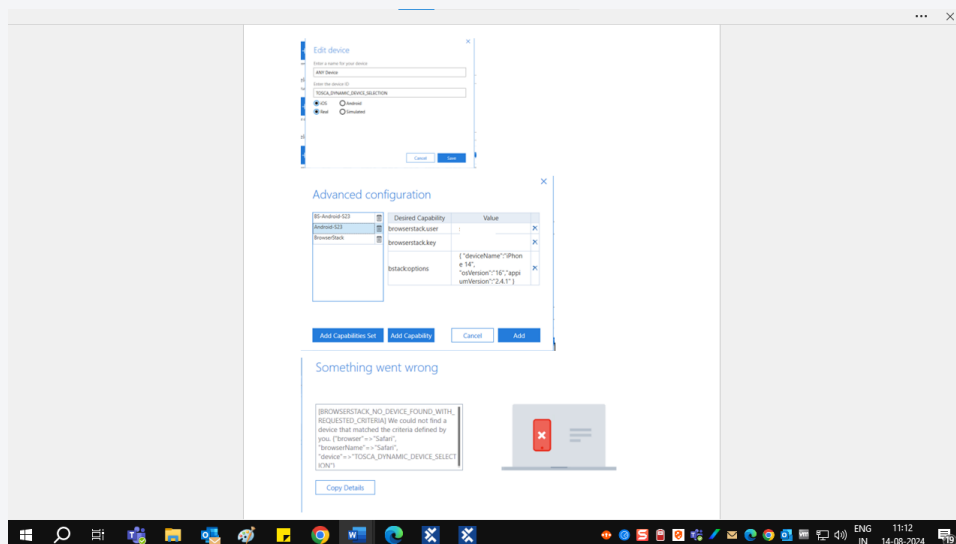 Edit device
Enter a name for your device
ANY Device
Enter the device ID
TOSCA_DYNAMIC_DEVICE_SELECTION
iOS Android
Real Simulated
Cancel Save
Advanced configuration
BS-Android-S23
Android-S23
BrowserStack
Desired Capability Value
browserstack.user
browserstack.key
bstack:options
{ "deviceName":"iPhon
e 14",
"osVersion":"16","appi
umVersion":"2.4.1" }
Add Capabilities Set Add Capability Cancel Add
Something went wrong
[BROWSERSTACK_NO_DEVICE_FOUND_WITH_
REQUESTED_CRITERIA] We could not find a
device that matched the criteria defined by
you. {"browser"=>"Safari",
"browserName"=>"Safari",
"device"=>"TOSCA_DYNAMIC_DEVICE_SELECT
ION"}
Copy Details
ENG
IN
11:12
14-08-2024